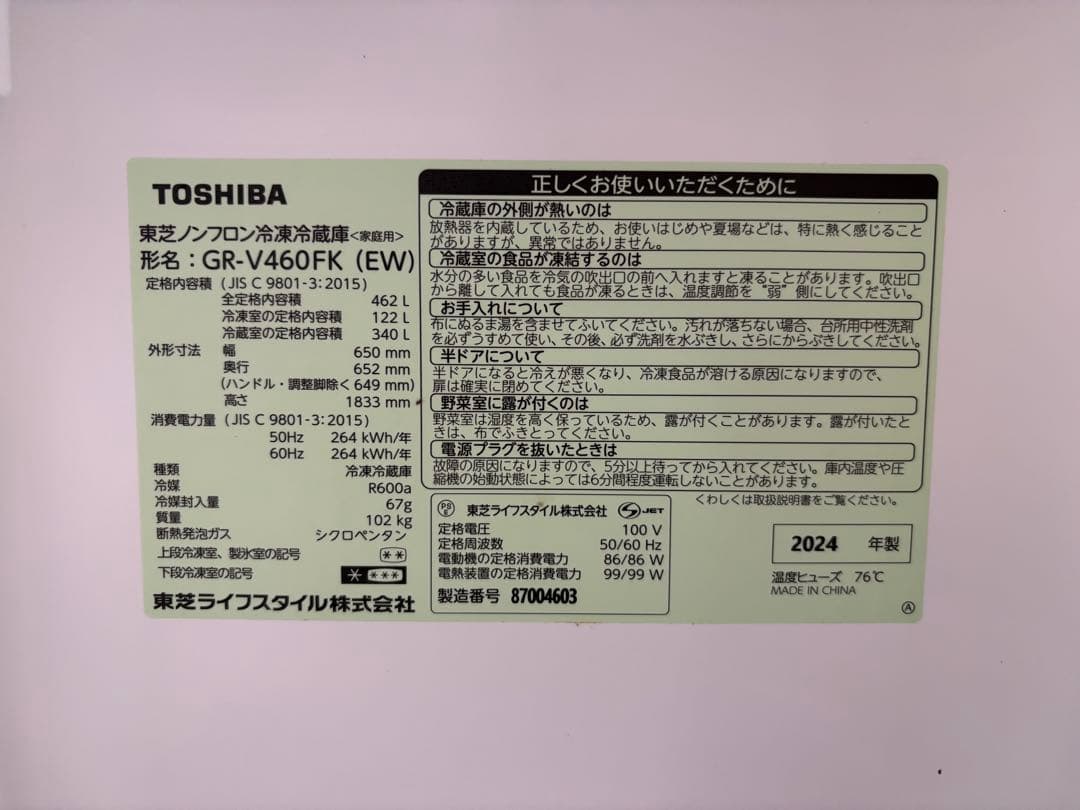 TOSHIBA
東芝ノンフロン冷凍冷蔵庫<家庭用>
形名：GR-V460FK (EW)
定格内容積 (JIS C 9801-3:2015)
全定格内容積 462 L
冷凍室の定格内容積 122 L
冷蔵室の定格内容積 340 L
外形寸法 幅 650 mm
奥行 652 mm
(ハンドル・調整脚除く 649 mm)
高さ 1833 mm
消費電力量 (JIS C 9801-3:2015)
50Hz 264 kWh/年
60Hz 264 kWh/年
種類 冷凍冷蔵庫
冷媒 R600a
冷媒封入量 67g
質量 102 kg
断熱発泡ガス シクロペンタン
上段冷凍室、製氷室の記号 **
下段冷凍室の記号 * ***
東芝ライフスタイル株式会社
正しくお使いいただくために
冷蔵庫の外側が熱いのは
放熱器を内蔵しているため、お使いはじめや夏場などは、特に熱く感じること
がありますが、異常ではありません。
冷蔵室の食品が凍結するのは
水分の多い食品を冷気の吹出口の前へ入れますと凍ることがあります。吹出口
から離して入れても食品が凍るときは、温度調節を“弱”側にしてください。
お手入れについて
布にぬるま湯を含ませてふいてください。汚れが落ちない場合、台所用中性洗剤
を必ずうすめて使い、その後、必ず洗剤を水ぶきし、さらにからぶきしてください。
半ドアについて
半ドアになると冷えが悪くなり、冷凍食品が溶ける原因になりますので、
扉は確実に閉めてください。
野菜室に露が付くのは
野菜室は湿度を高く保っているため、露が付くことがあります。露が付いたと
きは、布でふきとってください。
電源プラグを抜いたときは
故障の原因になりますので、5分以上待ってから入れてください。庫内温度や圧
縮機の始動状態によっては6分間程度運転しないことがあります。
くわしくは取扱説明書をご覧ください。
PS E 東芝ライフスタイル株式会社 JET
定格電圧 100 V
定格周波数 50/60 Hz
電動機の定格消費電力 86/86 W
電熱装置の定格消費電力 99/99 W
製造番号 87004603
2024 年製
温度ヒューズ 76℃
MADE IN CHINA
A